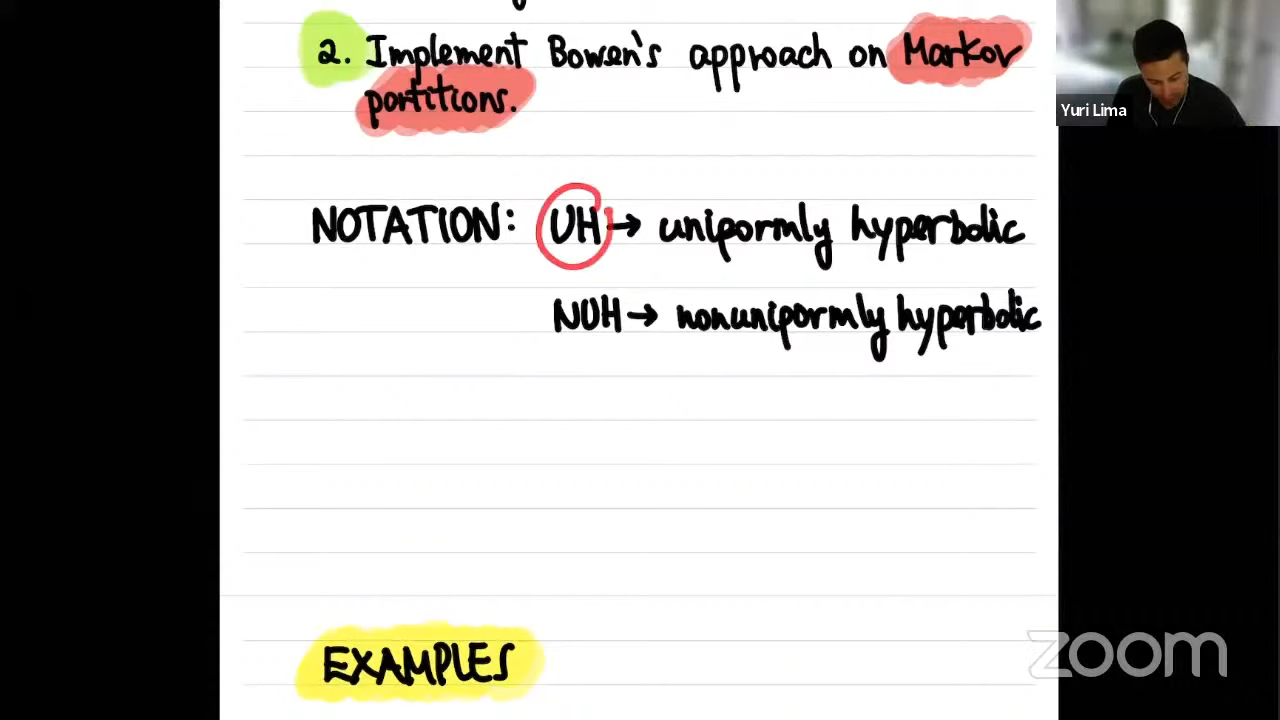 2. Implement Bowen's approach on Markov
partitions.
Yuri Lima
NOTATION: UH → uniformly hyperbolic
NUH → nonuniformly hyperbolic
EXAMPLES
zoom